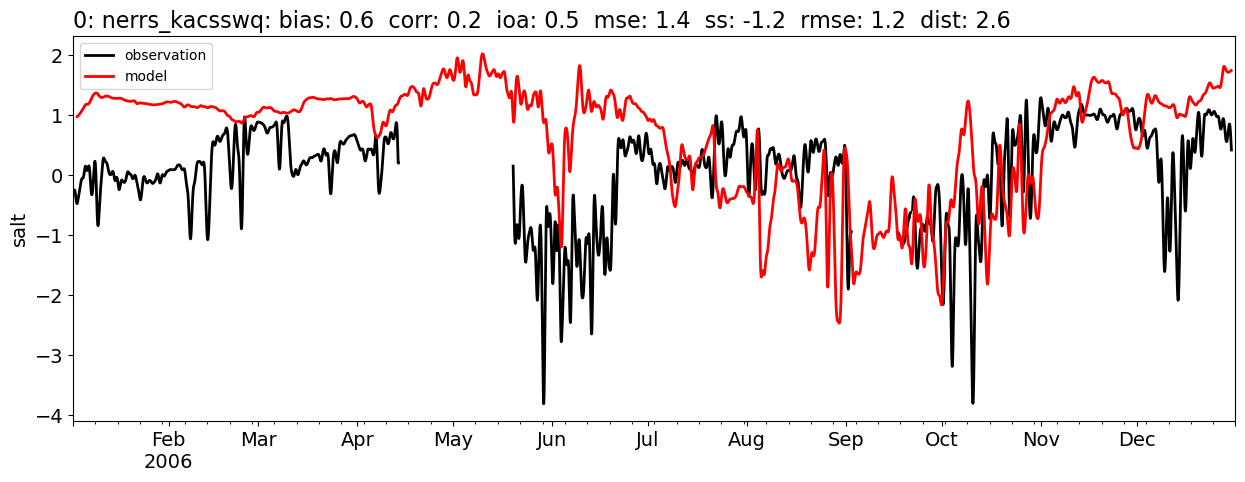 0: nerrs_kacsswq: bias: 0.6  corr: 0.2  ioa: 0.5  mse: 1.4  ss: -1.2  rmse: 1.2  dist: 2.6
observation
model
salt
2
1
0
−1
−2
−3
−4
Feb Mar Apr May Jun Jul Aug Sep Oct Nov Dec
2006